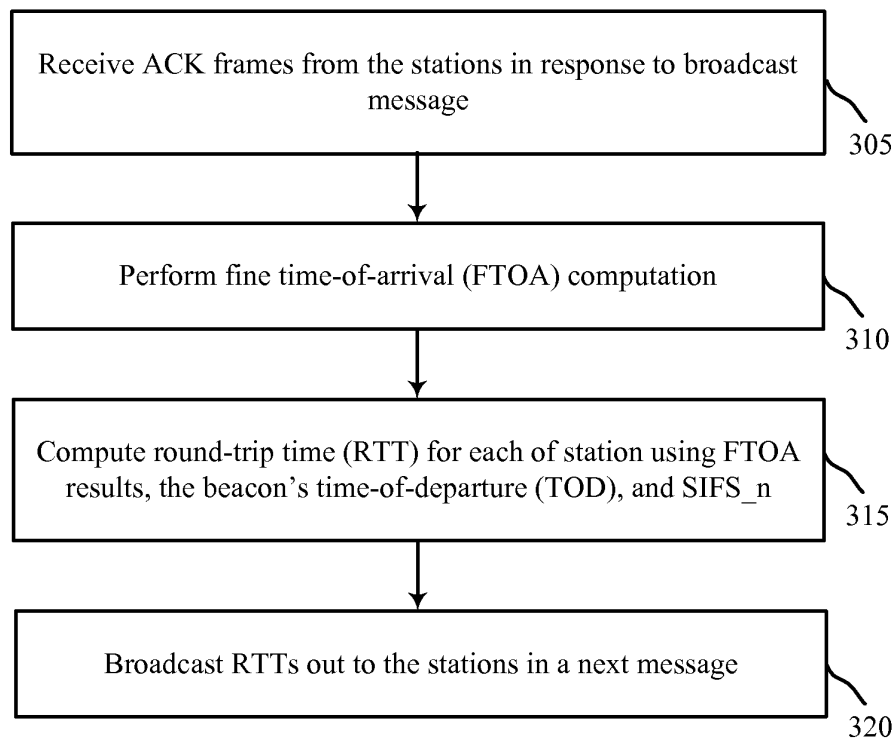 Receive ACK frames from the stations in response to broadcast
message
305
Perform fine time-of-arrival (FTOA) computation
310
Compute round-trip time (RTT) for each of station using FTOA
results, the beacon’s time-of-departure (TOD), and SIFS_n
315
Broadcast RTTs out to the stations in a next message
320